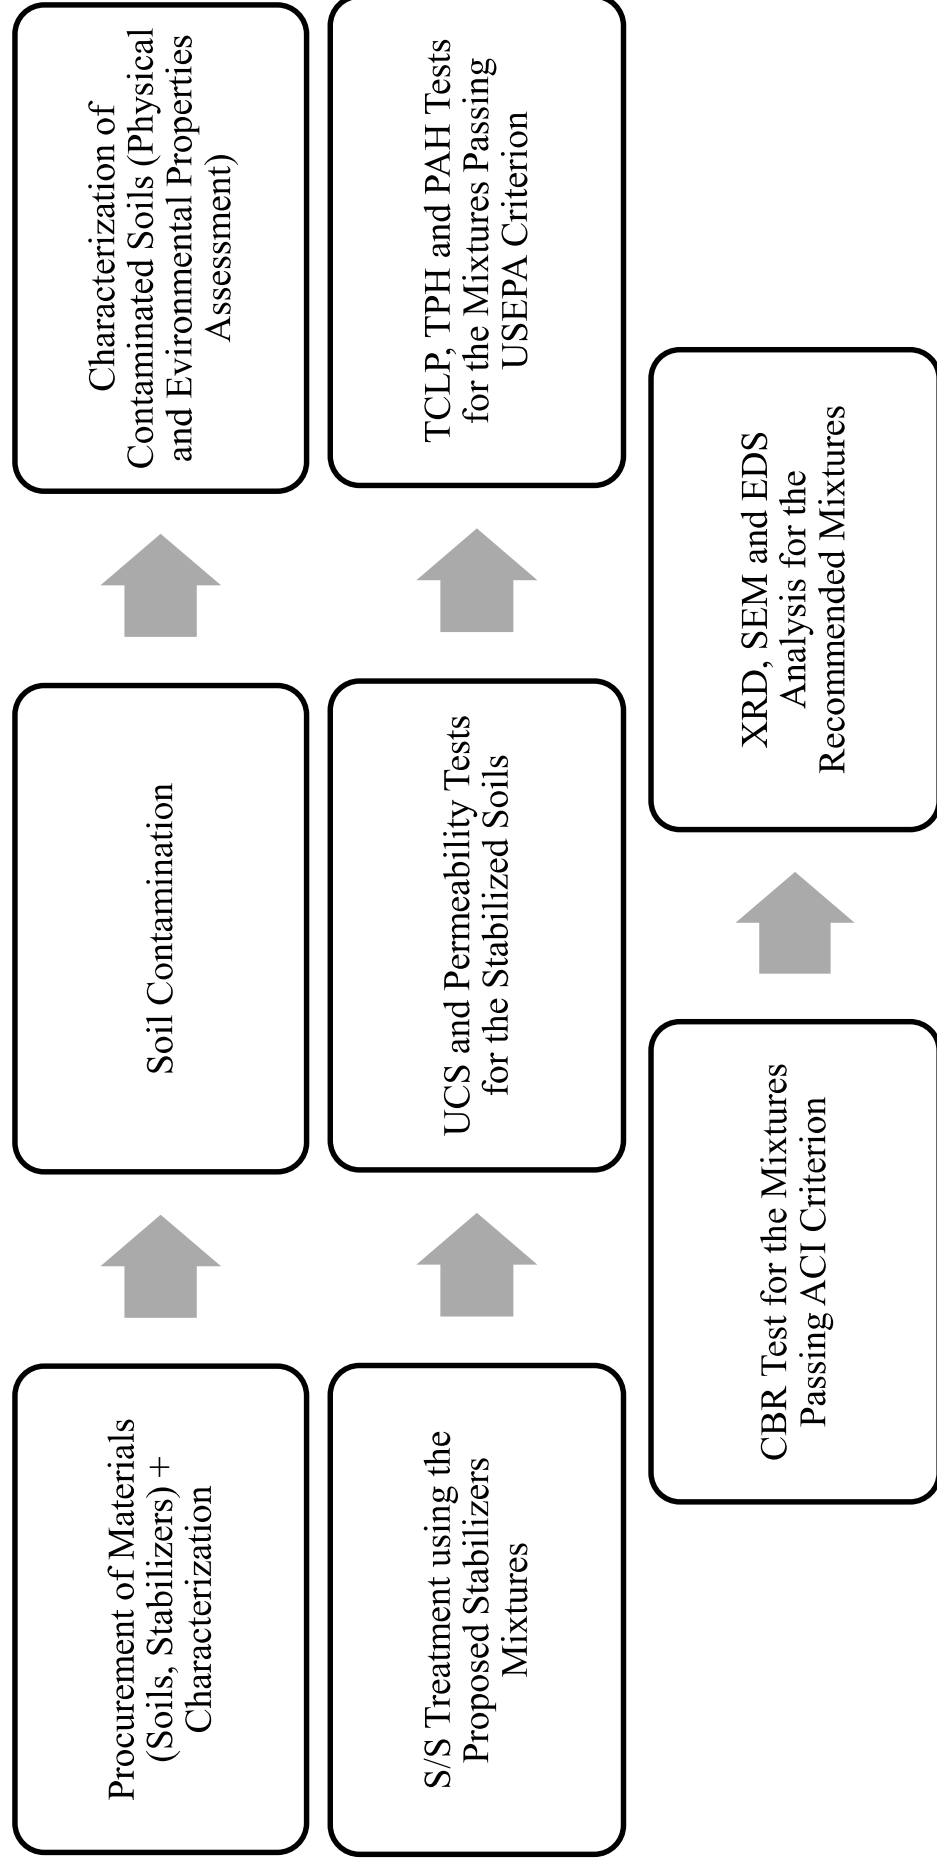 Procurement of Materials
(Soils, Stabilizers) +
Characterization
Soil Contamination
Characterization of
Contaminated Soils (Physical
and Evironmental Properties
Assessment)
S/S Treatment using the
Proposed Stabilizers
Mixtures
UCS and Permeability Tests
for the Stabilized Soils
TCLP, TPH and PAH Tests
for the Mixtures Passing
USEPA Criterion
CBR Test for the Mixtures
Passing ACI Criterion
XRD, SEM and EDS
Analysis for the
Recommended Mixtures